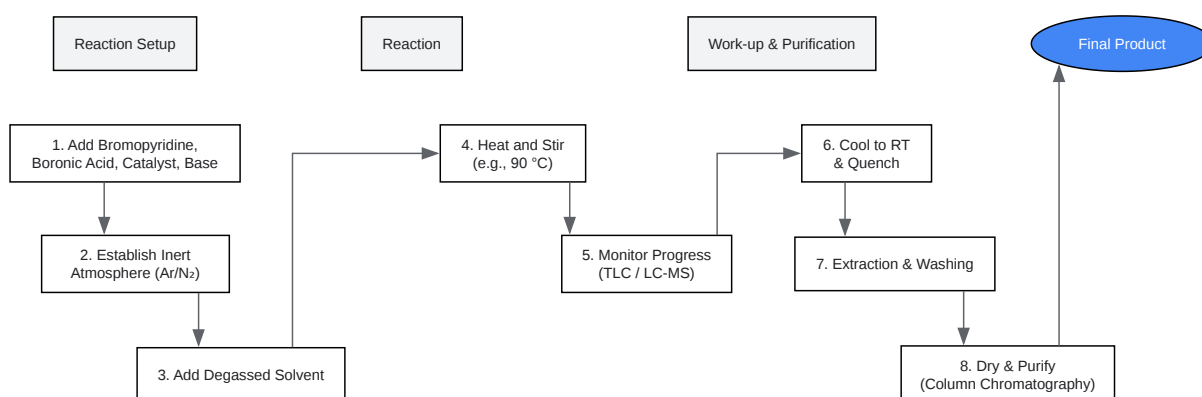 Reaction Setup
Reaction
Work-up & Purification
Final Product
1. Add Bromopyridine,
Boronic Acid, Catalyst, Base
2. Establish Inert
Atmosphere (Ar/N₂)
3. Add Degassed Solvent
4. Heat and Stir
(e.g., 90 °C)
5. Monitor Progress
(TLC / LC-MS)
6. Cool to RT
& Quench
7. Extraction & Washing
8. Dry & Purify
(Column Chromatography)